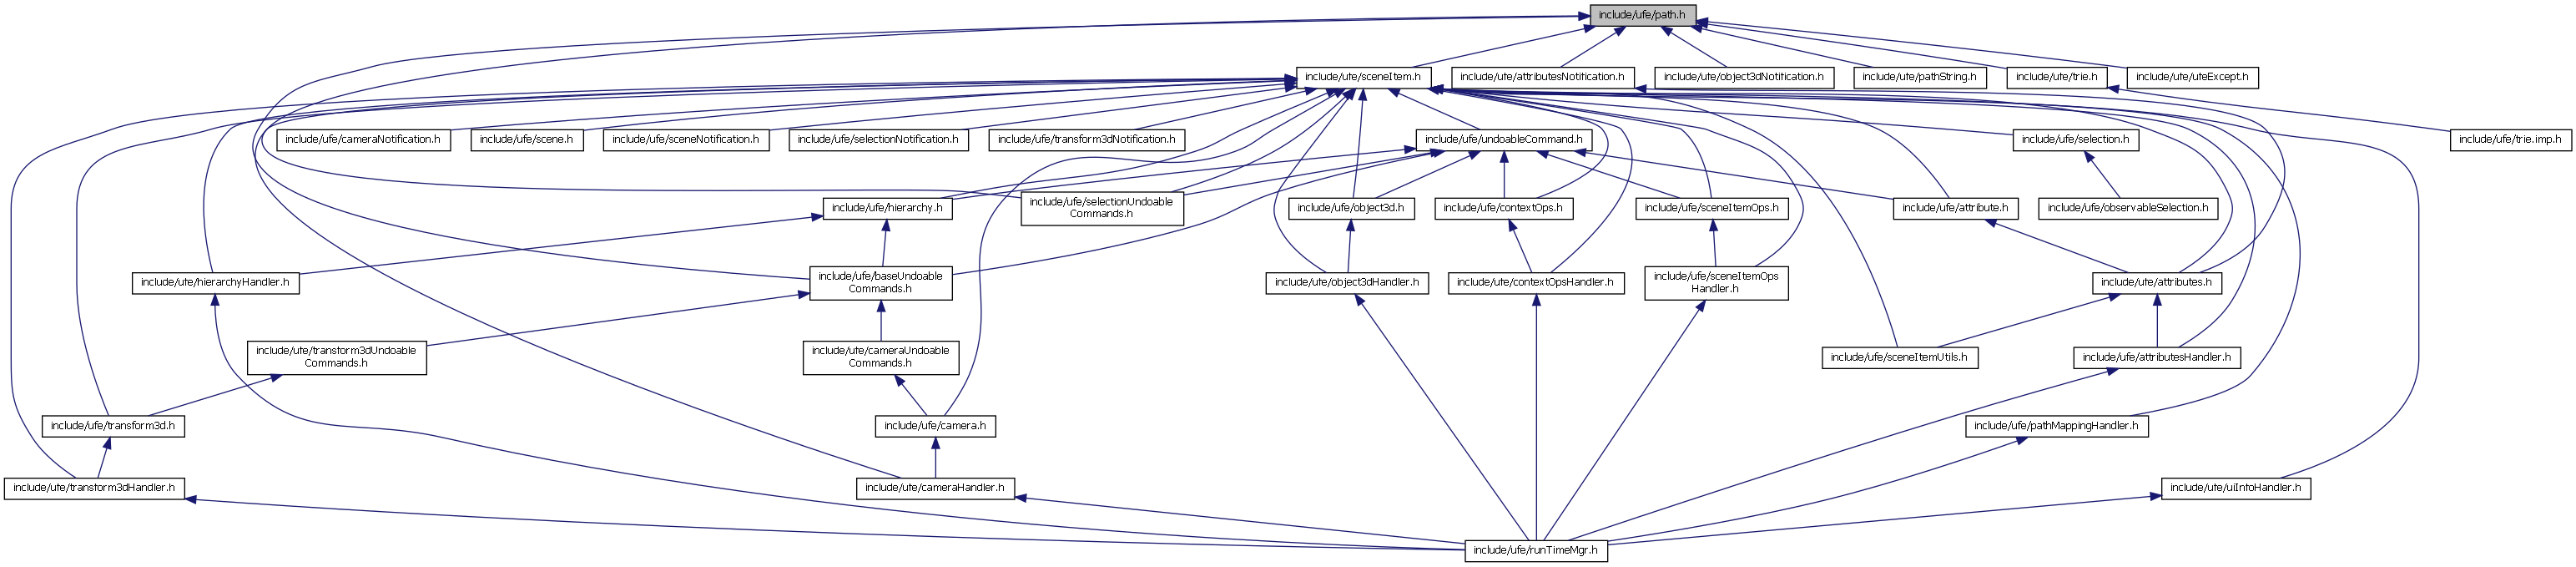 include/ufe/path.h
include/ufe/sceneItem.h
include/ufe/attributesNotification.h
include/ufe/object3dNotification.h
include/ufe/pathString.h
include/ufe/trie.h
include/ufe/ufeExcept.h
include/ufe/cameraNotification.h
include/ufe/scene.h
include/ufe/sceneNotification.h
include/ufe/selectionNotification.h
include/ufe/transform3dNotification.h
include/ufe/undoableCommand.h
include/ufe/selection.h
include/ufe/trie.imp.h
include/ufe/hierarchy.h
include/ufe/selectionUndoable
Commands.h
include/ufe/object3d.h
include/ufe/contextOps.h
include/ufe/sceneItemOps.h
include/ufe/attribute.h
include/ufe/observableSelection.h
include/ufe/hierarchyHandler.h
include/ufe/baseUndoable
Commands.h
include/ufe/object3dHandler.h
include/ufe/contextOpsHandler.h
include/ufe/sceneItemOps
Handler.h
include/ufe/attributes.h
include/ufe/transform3dUndoable
Commands.h
include/ufe/cameraUndoable
Commands.h
include/ufe/sceneItemUtils.h
include/ufe/attributesHandler.h
include/ufe/transform3d.h
include/ufe/camera.h
include/ufe/pathMappingHandler.h
include/ufe/transform3dHandler.h
include/ufe/cameraHandler.h
include/ufe/uiInfoHandler.h
include/ufe/runTimeMgr.h